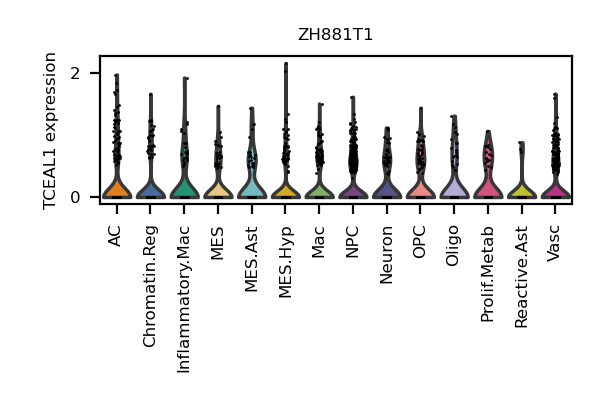 ZH881T1
TCEAL1 expression
2
0
AC
Chromatin.Reg
Inflammatory.Mac
MES
MES.Ast
MES.Hyp
Mac
NPC
Neuron
OPC
Oligo
Prolif.Metab
Reactive.Ast
Vasc